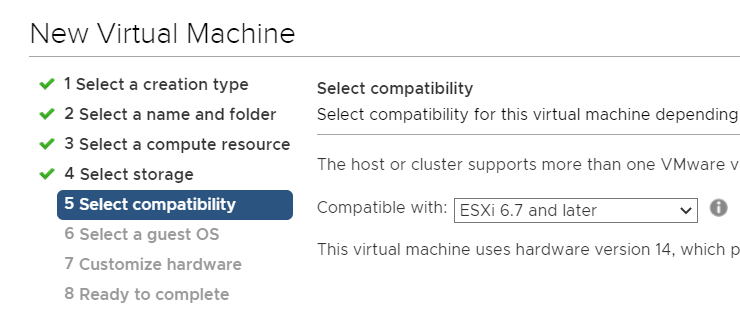 New Virtual Machine
1 Select a creation type
2 Select a name and folder
3 Select a compute resource
4 Select storage
5 Select compatibility
6 Select a guest OS
7 Customize hardware
8 Ready to complete
Select compatibility
Select compatibility for this virtual machine depending
The host or cluster supports more than one VMware v
Compatible with: ESXi 6.7 and later
This virtual machine uses hardware version 14, which p